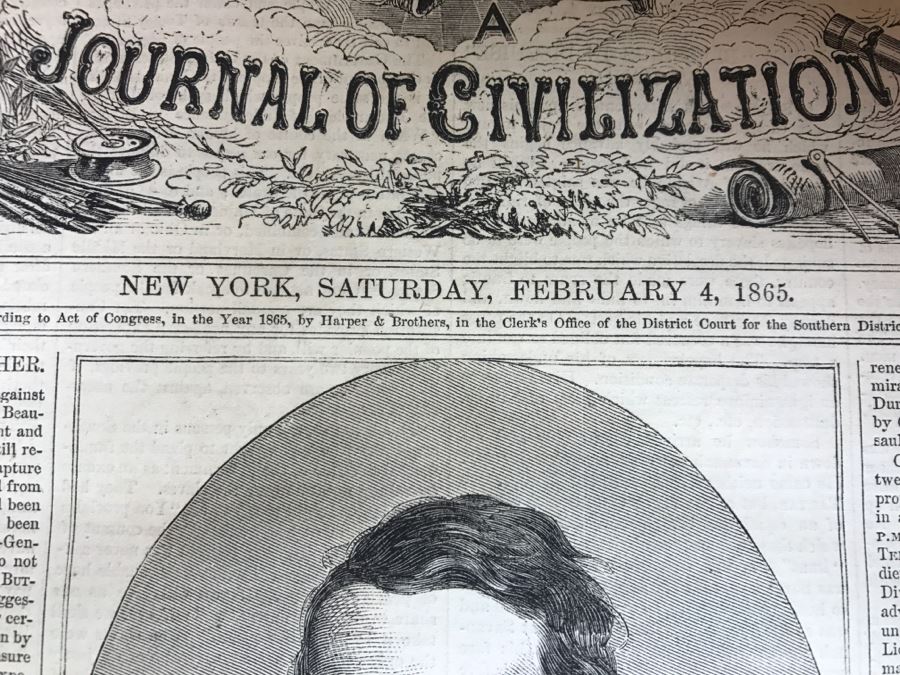 A
JOURNAL OF CIVILIZATION
NEW YORK, SATURDAY, FEBRUARY 4, 1865.
rding to Act of Congress, in the Year 1865, by Harper & Brothers, in the Clerk's Office of the District Court for the Southern Distric
HER.
gainst
Beau-
nt and
ill re-
apture
l from
l been
been
-Gen-
o not
BUT-
gges-
cer-
n by
sure
rene
mira
Dur
by
saul
twe
pro
in a
P.M
die
Di
adv
un
Lie
ma